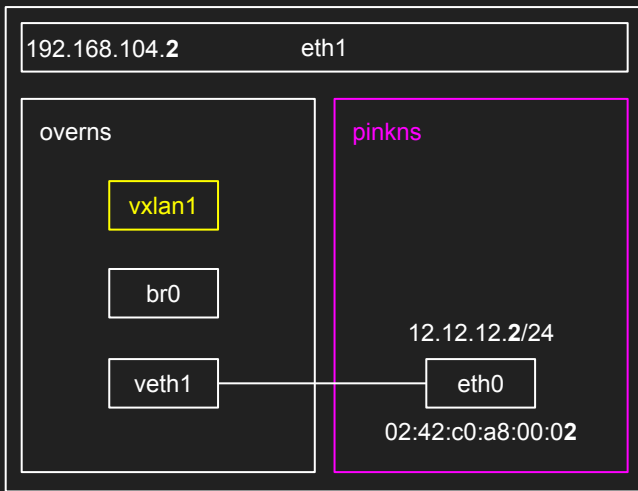 192.168.104.2 eth1
overns
pinkns
vxlan1
br0
12.12.12.2/24
veth1
eth0
02:42:c0:a8:00:02